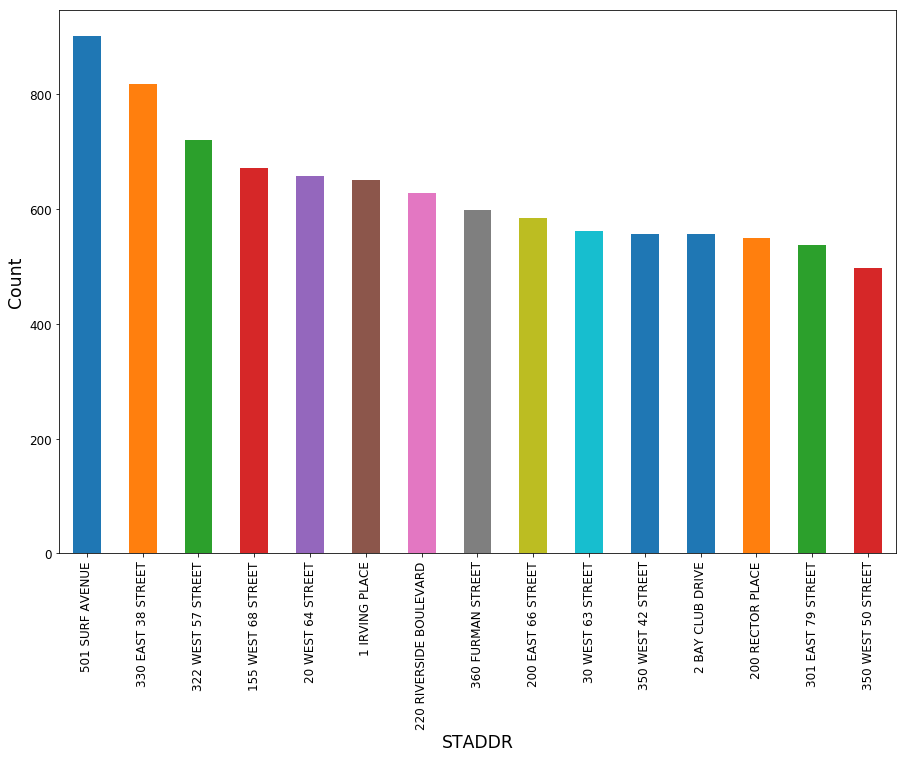 Count
800
600
400
200
0
501 SURF AVENUE
330 EAST 38 STREET
322 WEST 57 STREET
155 WEST 68 STREET
20 WEST 64 STREET
1 IRVING PLACE
220 RIVERSIDE BOULEVARD
360 FURMAN STREET
200 EAST 66 STREET
30 WEST 63 STREET
350 WEST 42 STREET
2 BAY CLUB DRIVE
200 RECTOR PLACE
301 EAST 79 STREET
350 WEST 50 STREET
STADDR